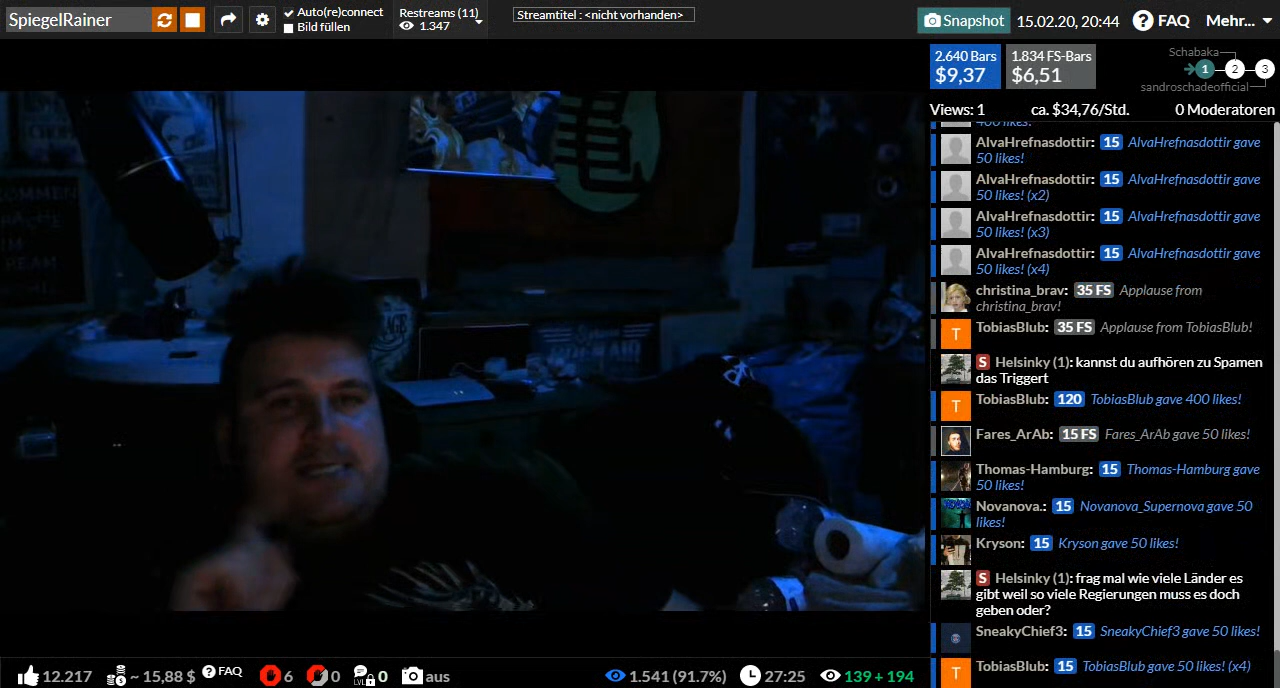 SpiegelRainer
Auto(re)connect
Bild füllen
Restreams (11)
1.347
Streamtitel : <nicht vorhanden>
Snapshot
15.02.20, 20:44
FAQ
Mehr...
2.640 Bars
$9,37
1.834 FS-Bars
$6,51
Schabaka
1 2 3
sandroschadeofficial
Views: 1
ca. $34,76/Std.
0 Moderatoren
400 likes!
AlvaHrefnasdottir: 15 AlvaHrefnasdottir gave
50 likes!
AlvaHrefnasdottir: 15 AlvaHrefnasdottir gave
50 likes! (x2)
AlvaHrefnasdottir: 15 AlvaHrefnasdottir gave
50 likes! (x3)
AlvaHrefnasdottir: 15 AlvaHrefnasdottir gave
50 likes! (x4)
christina_brav: 35 FS Applause from
christina_brav!
T
TobiasBlub: 35 FS Applause from TobiasBlub!
S Helsinky (1): kannst du aufhören zu Spamen
das Triggert
T
TobiasBlub: 120 TobiasBlub gave 400 likes!
Fares_ArAb: 15 FS Fares_ArAb gave 50 likes!
Thomas-Hamburg: 15 Thomas-Hamburg gave
50 likes!
Novanova.: 15 Novanova_Supernova gave 50
likes!
Kryson: 15 Kryson gave 50 likes!
S Helsinky (1): frag mal wie viele Länder es
gibt weil so viele Regierungen muss es doch
geben oder?
SneakyChief3: 15 SneakyChief3 gave 50 likes!
T
TobiasBlub: 15 TobiasBlub gave 50 likes! (x4)
12.217
~ 15,88 $
FAQ
6
0
LVL
0
aus
1.541 (91.7%)
27:25
139 + 194